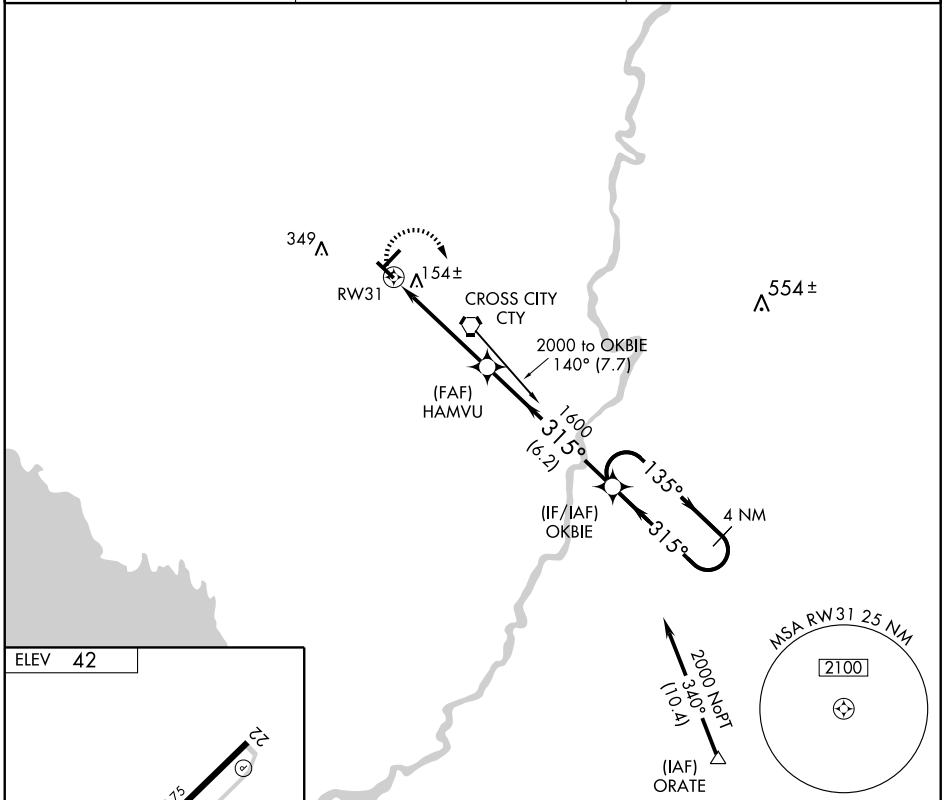 349
154±
RW31
CROSS CITY
CTY
554±
2000 to OKBIE
140° (7.7)
(FAF)
HAMVU
1600
315°
(6.2)
135°
4 NM
(IF/IAF)
OKBIE
315°
MSA RW31 25 NM
2100
2000 NoPT
340°
(10.4)
(IAF)
ORATE
ELEV 42
22
P
75